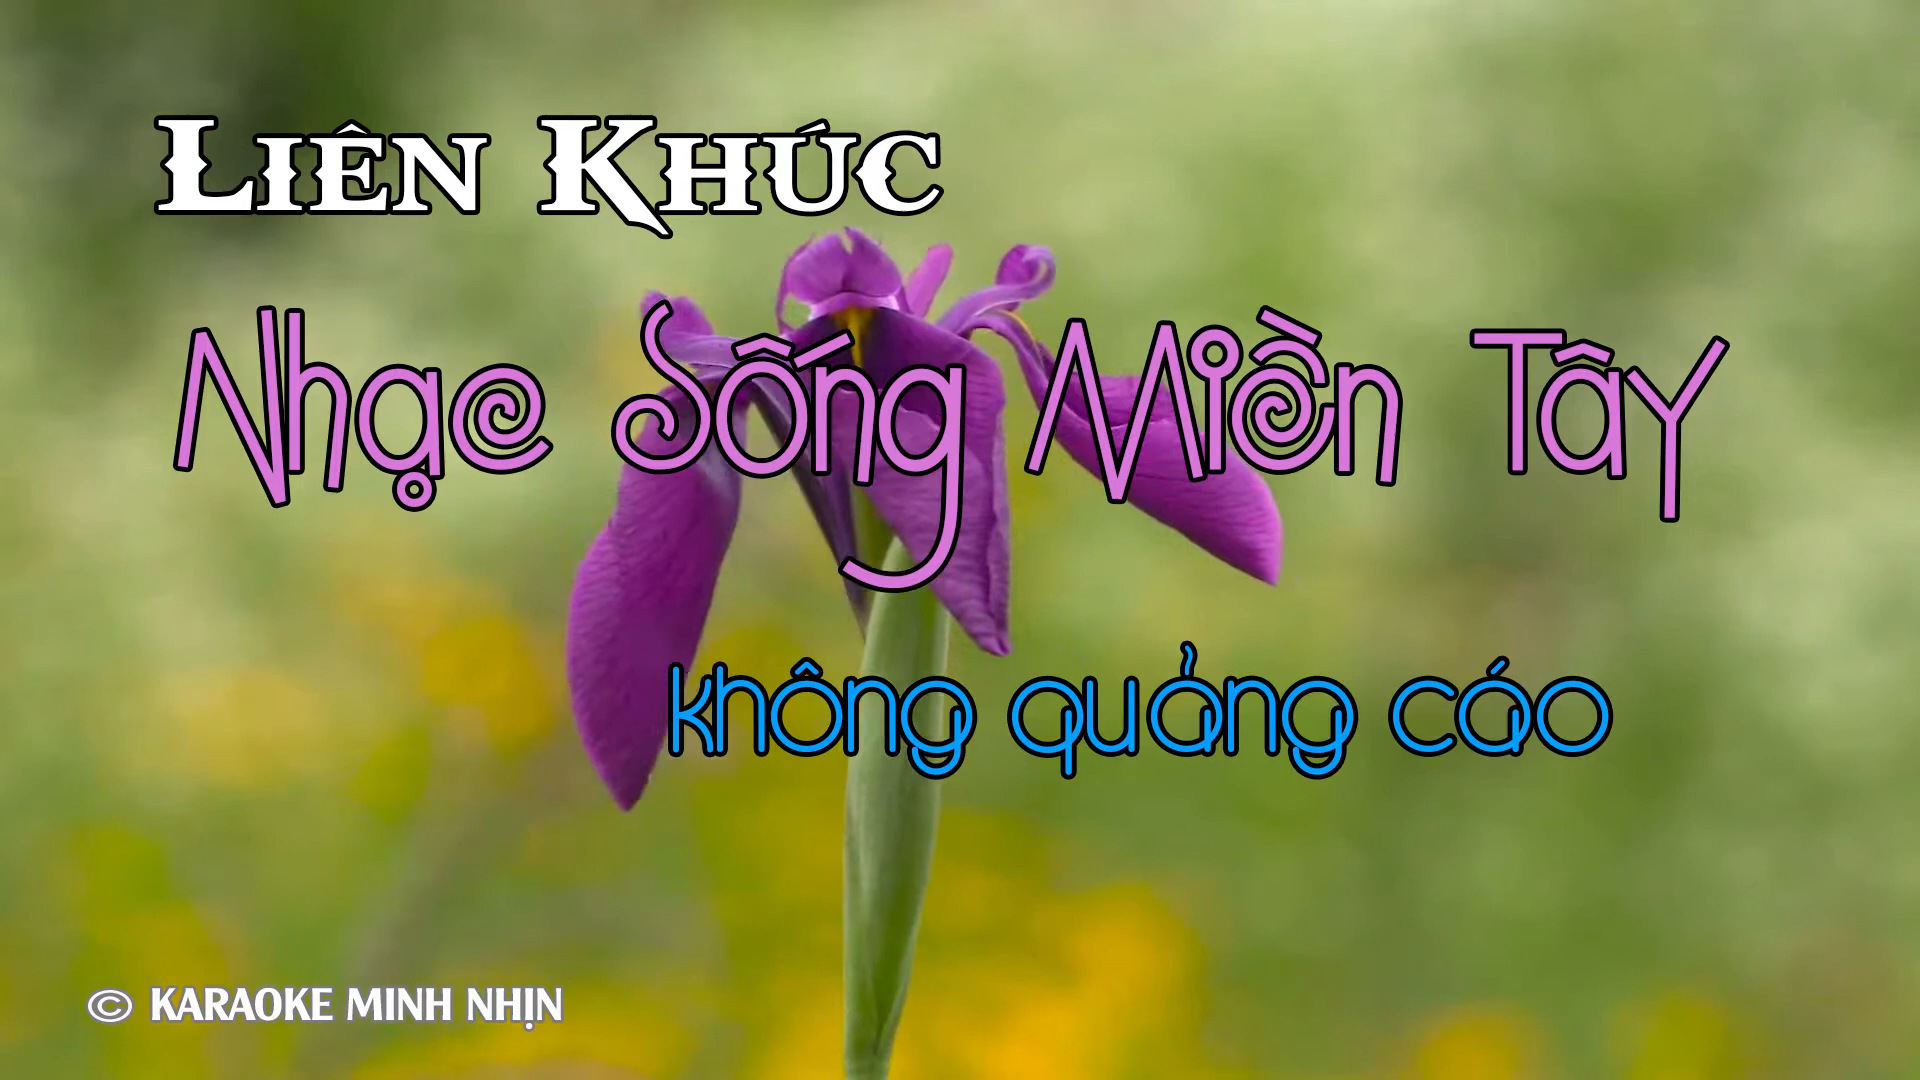 Liên Khúc
Nhạc Sống Miền Tây
không quảng cáo
© KARAOKE MINH NHỊN